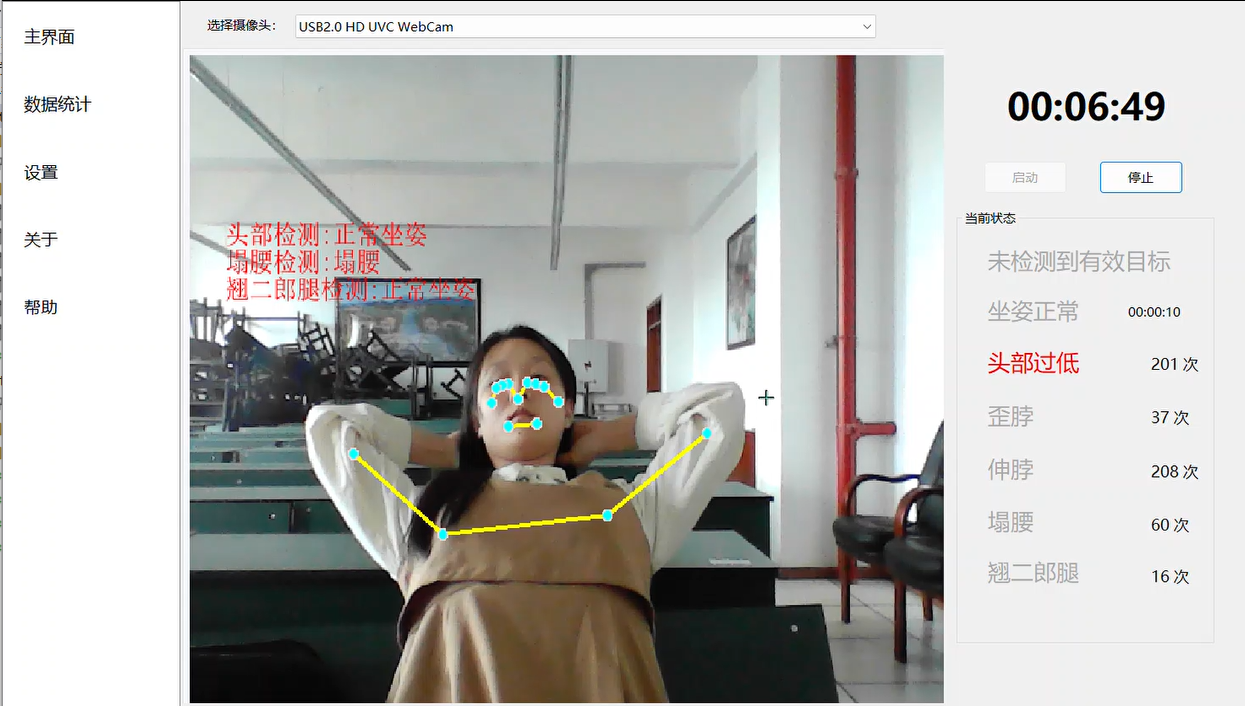 主界面
数据统计
设置
关于
帮助
选择摄像头：
USB2.0 HD UVC WebCam
头部检测:正常坐姿
塌腰检测:塌腰
翘二郎腿检测:正常坐姿
00:06:49
启动
停止
当前状态
未检测到有效目标
坐姿正常 00:00:10
头部过低 201 次
歪脖 37 次
伸脖 208 次
塌腰 60 次
翘二郎腿 16 次